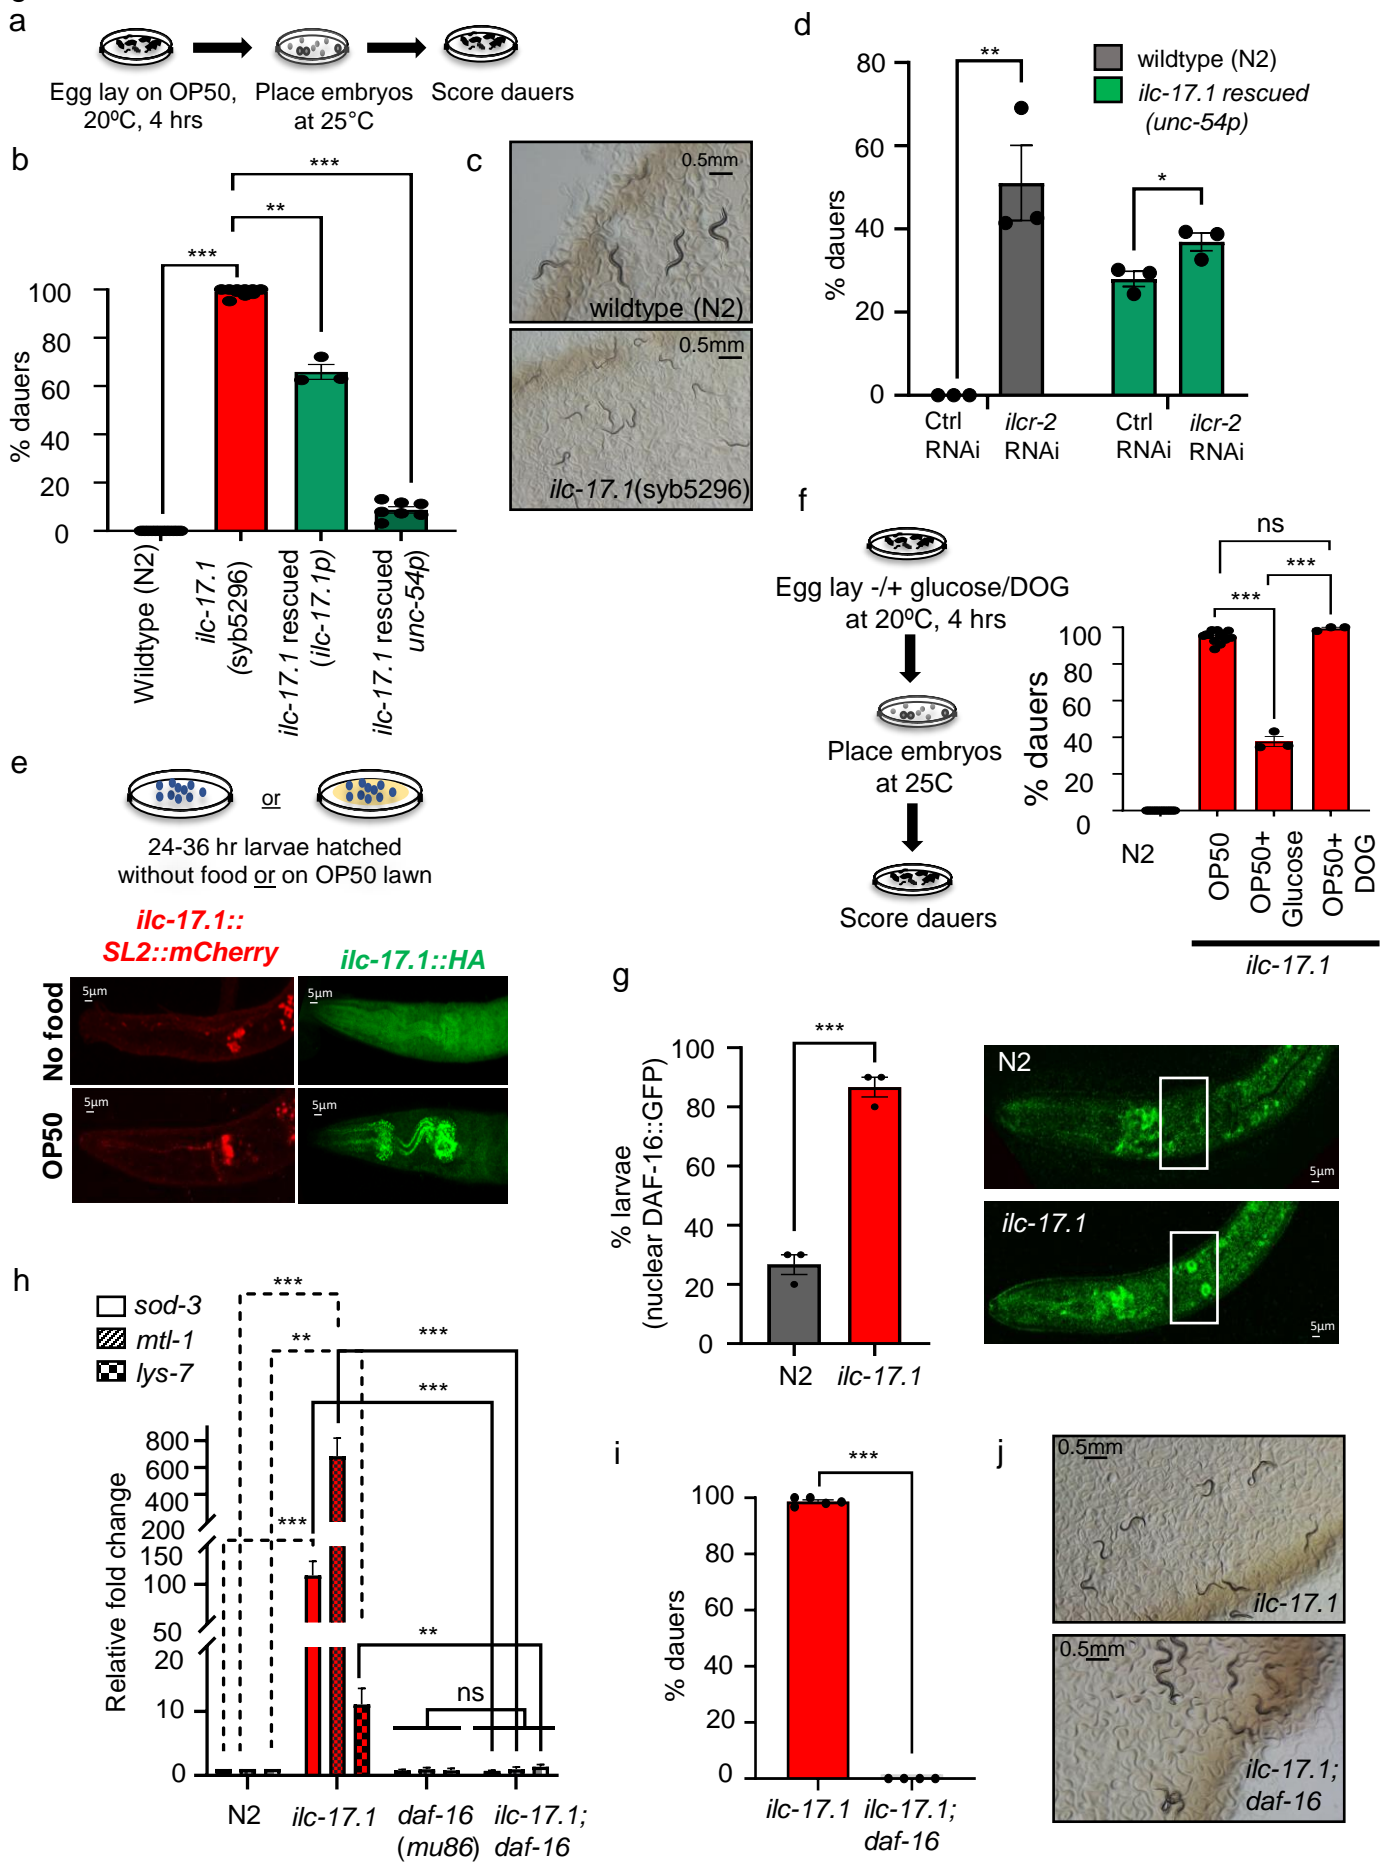 a
Egg lay on OP50,
20ºC, 4 hrs
Place embryos
at 25°C
Score dauers
b
***
**
***
% dauers
100
80
60
40
20
0
Wildtype (N2)
ilc-17.1
(syb5296)
ilc-17.1 rescued
(ilc-17.1p)
ilc-17.1 rescued
unc-54p)
c
0.5mm
wildtype (N2)
0.5mm
ilc-17.1(syb5296)
d
wildtype (N2)
ilc-17.1 rescued
(unc-54p)
**
*
% dauers
80
60
40
20
0
Ctrl
RNAi
ilcr-2
RNAi
Ctrl
RNAi
ilcr-2
RNAi
e
or
24-36 hr larvae hatched
without food or on OP50 lawn
ilc-17.1::
SL2::mCherry
ilc-17.1::HA
No food
5µm
5µm
OP50
5µm
5µm
f
Egg lay -/+ glucose/DOG
at 20ºC, 4 hrs
Place embryos
at 25C
Score dauers
ns
***
***
% dauers
100
80
60
40
20
0
N2
OP50
OP50+
Glucose
OP50+
DOG
ilc-17.1
g
***
% larvae
(nuclear DAF-16::GFP)
100
80
60
40
20
0
N2
ilc-17.1
N2
5µm
ilc-17.1
5µm
h
sod-3
mtl-1
lys-7
***
**
***
***
***
**
ns
Relative fold change
800
600
400
200
150
100
50
20
10
0
N2
ilc-17.1
daf-16
(mu86)
ilc-17.1;
daf-16
i
***
% dauers
100
80
60
40
20
0
ilc-17.1
ilc-17.1;
daf-16
j
0.5mm
ilc-17.1
0.5mm
ilc-17.1;
daf-16